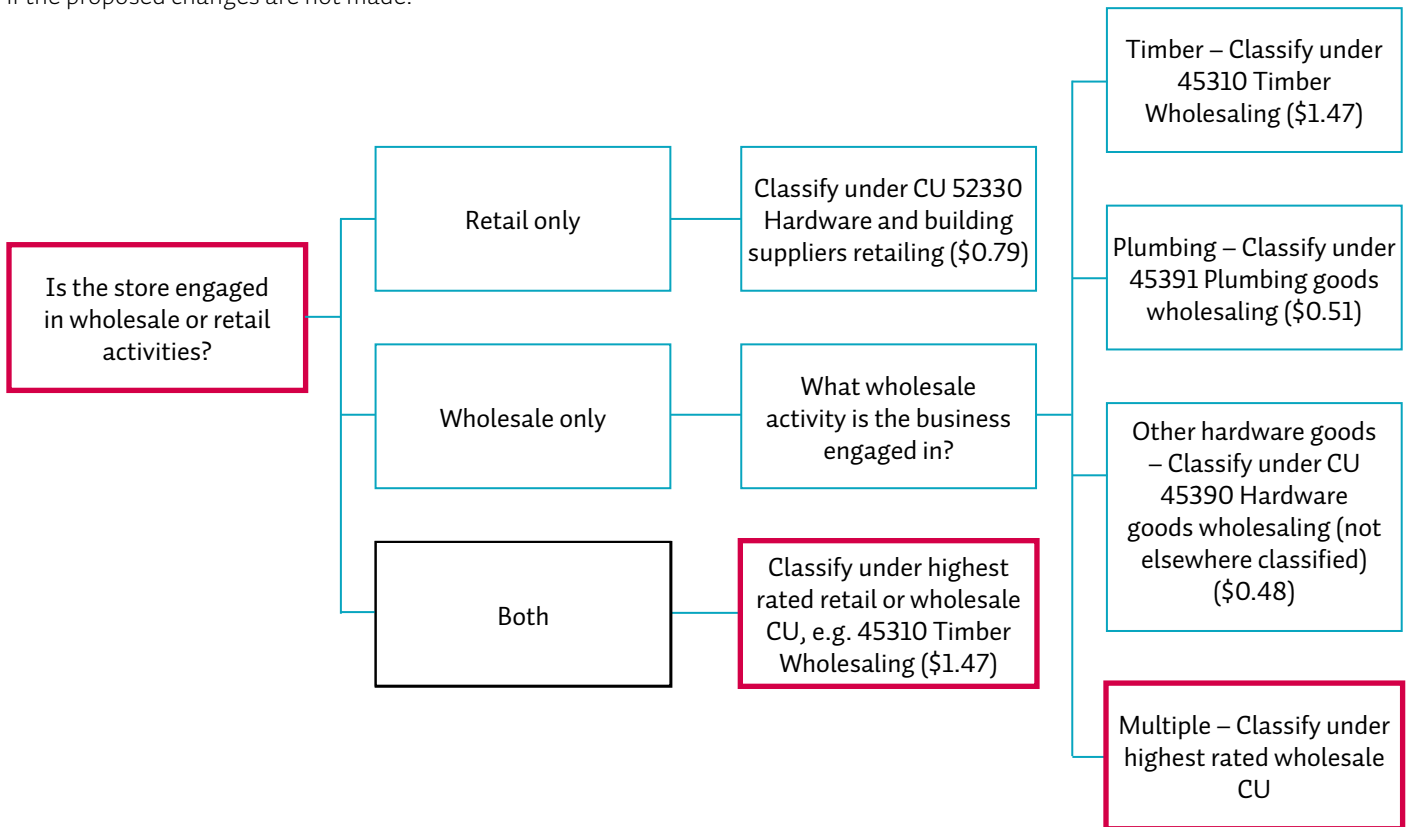 if the proposed changes are not made.
Is the store engaged
in wholesale or retail
activities?
Retail only
Classify under CU 52330
Hardware and building
suppliers retailing ($0.79)
Wholesale only
What wholesale
activity is the business
engaged in?
Both
Classify under highest
rated retail or wholesale
CU, e.g. 45310 Timber
Wholesaling ($1.47)
Timber – Classify under
45310 Timber
Wholesaling ($1.47)
Plumbing – Classify under
45391 Plumbing goods
wholesaling ($0.51)
Other hardware goods
– Classify under CU
45390 Hardware
goods wholesaling (not
elsewhere classified)
($0.48)
Multiple – Classify under
highest rated wholesale
CU